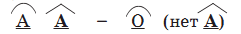 А А – О (нет А)